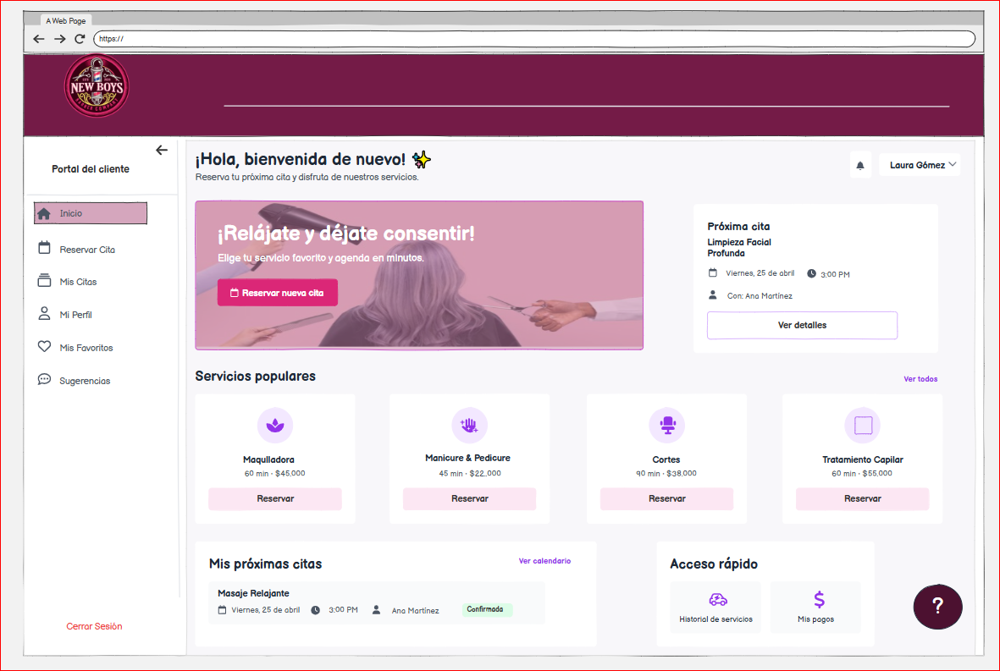 A Web Page
https://
NEW BOYS
BARBER COMPANY
Portal del cliente
Inicio
Reservar Cita
Mis Citas
Mi Perfil
Mis Favoritos
Sugerencias
Cerrar Sesión
¡Hola, bienvenida de nuevo! ✨
Reserva tu próxima cita y disfruta de nuestros servicios.
Laura Gómez
¡Relájate y déjate consentir!
Elige tu servicio favorito y agenda en minutos.
Reservar nueva cita
Próxima cita
Limpieza Facial
Profunda
Viernes, 25 de abril 3:00 PM
Con: Ana Martínez
Ver detalles
Servicios populares
Ver todos
Maqulladora
60 min · $45,000
Reservar
Manicure & Pedicure
45 min · $22,,000
Reservar
Cortes
90 min · $38,000
Reservar
Tratamiento Capilar
60 min · $55,000
Reservar
Mis próximas citas
Ver calendario
Masaje Relajante
Viernes, 25 de abril 3:00 PM Ana Martínez Confirmada
Acceso rápido
Historial de servicios
$
Mis pagos
?